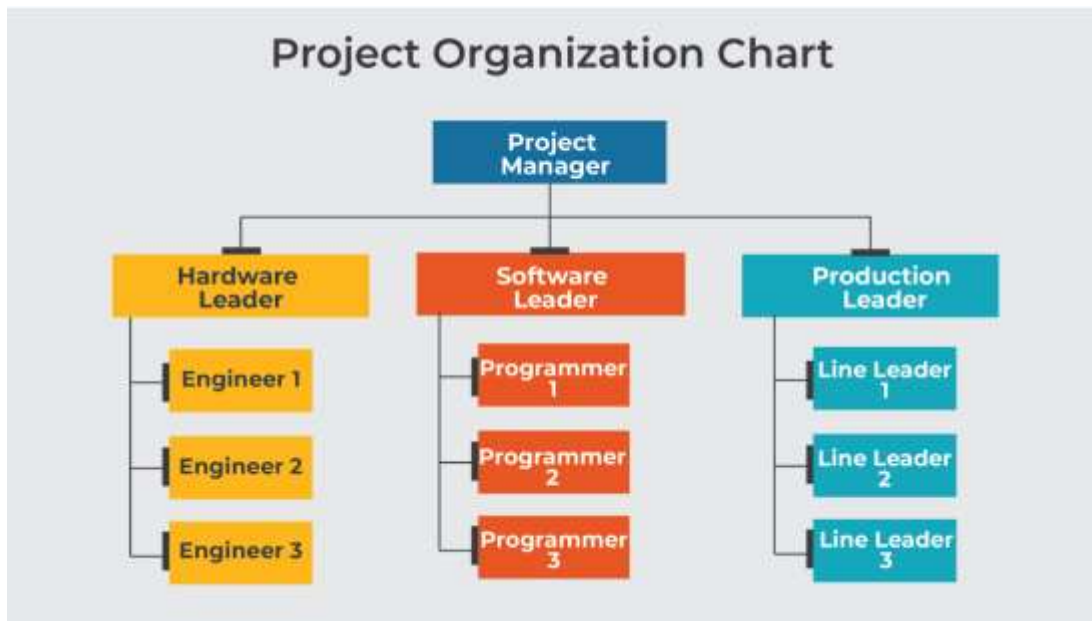 Project Organization Chart
Project
Manager
Hardware
Leader
Software
Leader
Production
Leader
Engineer 1
Engineer 2
Engineer 3
Programmer
1
Programmer
2
Programmer
3
Line Leader
1
Line Leader
2
Line Leader
3